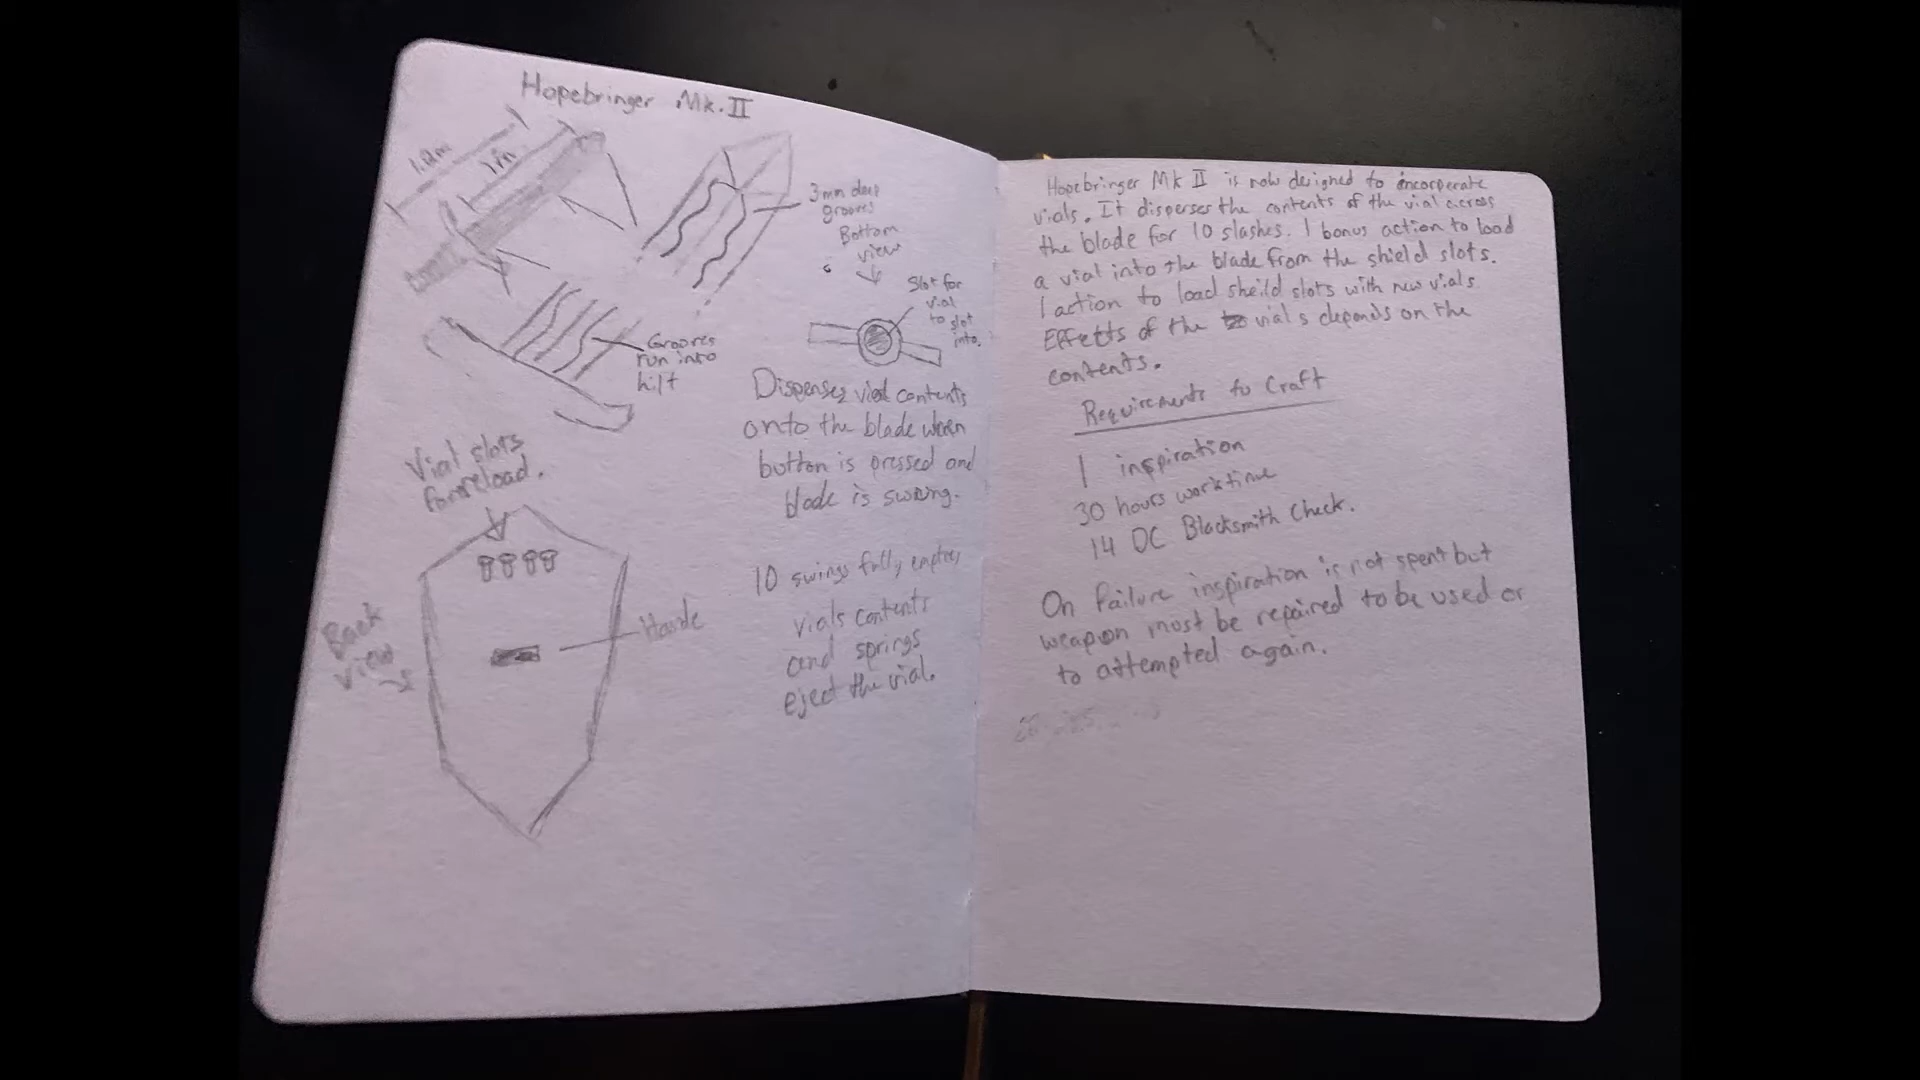 Hopebringer Mk. II
1.12m
1m
3mm deep
grooves
Bottom
view
Slot for
vial
to slot
into.
Grooves
run into
hilt
Dispenses vial contents
onto the blade when
button is pressed and
blade is swung.
Vial slots
for reload.
Back
view
10 swings fully empties
vials contents
and springs
eject the vial.
Hopebringer Mk II is now designed to incorperate
vials. It disperses the contents of the vial across
the blade for 10 slashes. 1 bonus action to load
a vial into the blade from the shield slots.
1 action to load sheild slots with new vials.
Effects of the vials depends on the
contents.
Requirements to Craft
1 inspiration
30 hours worktime
14 DC Blacksmith Check.
On failure inspiration is not spent but
weapon must be repaired to be used or
to attempted again.